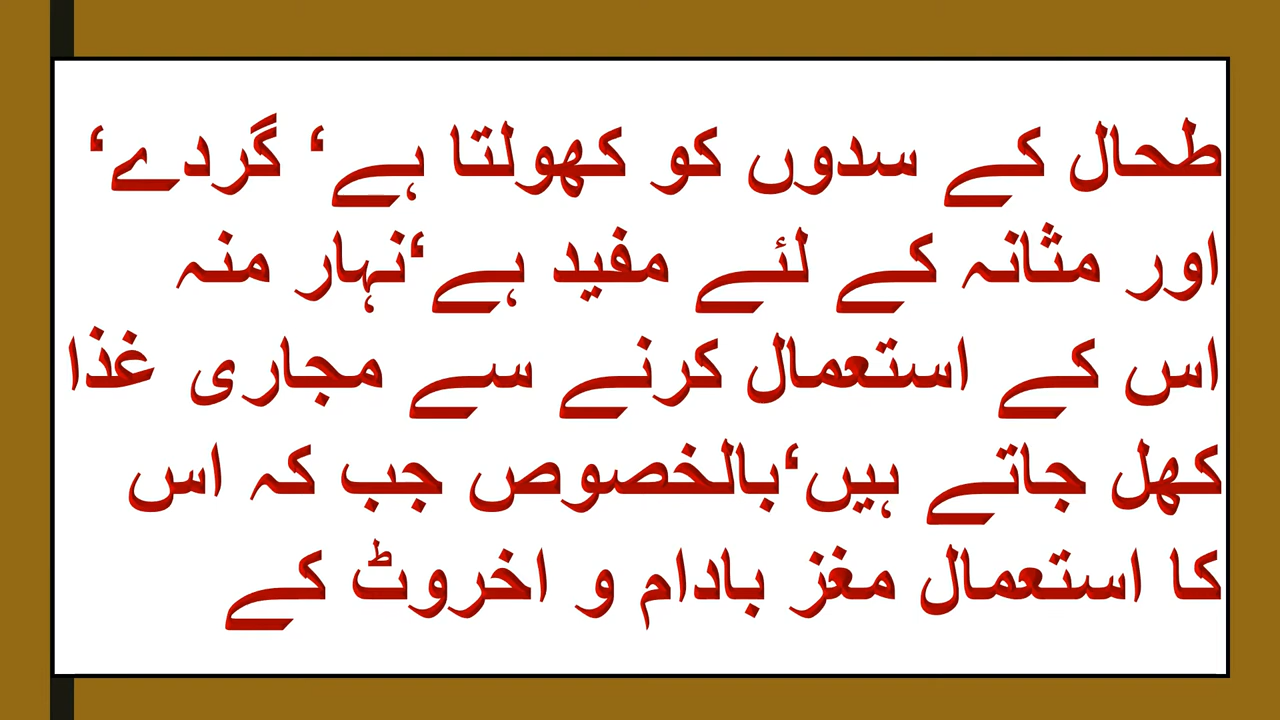 طحال کے سدوں کو کھولتا ہے‘ گردے‘
اور مثانہ کے لئے مفید ہے‘نہار منہ
اس کے استعمال کرنے سے مجاری غذا
کھل جاتے ہیں‘بالخصوص جب کہ اس
کا استعمال مغز بادام و اخروٹ کے